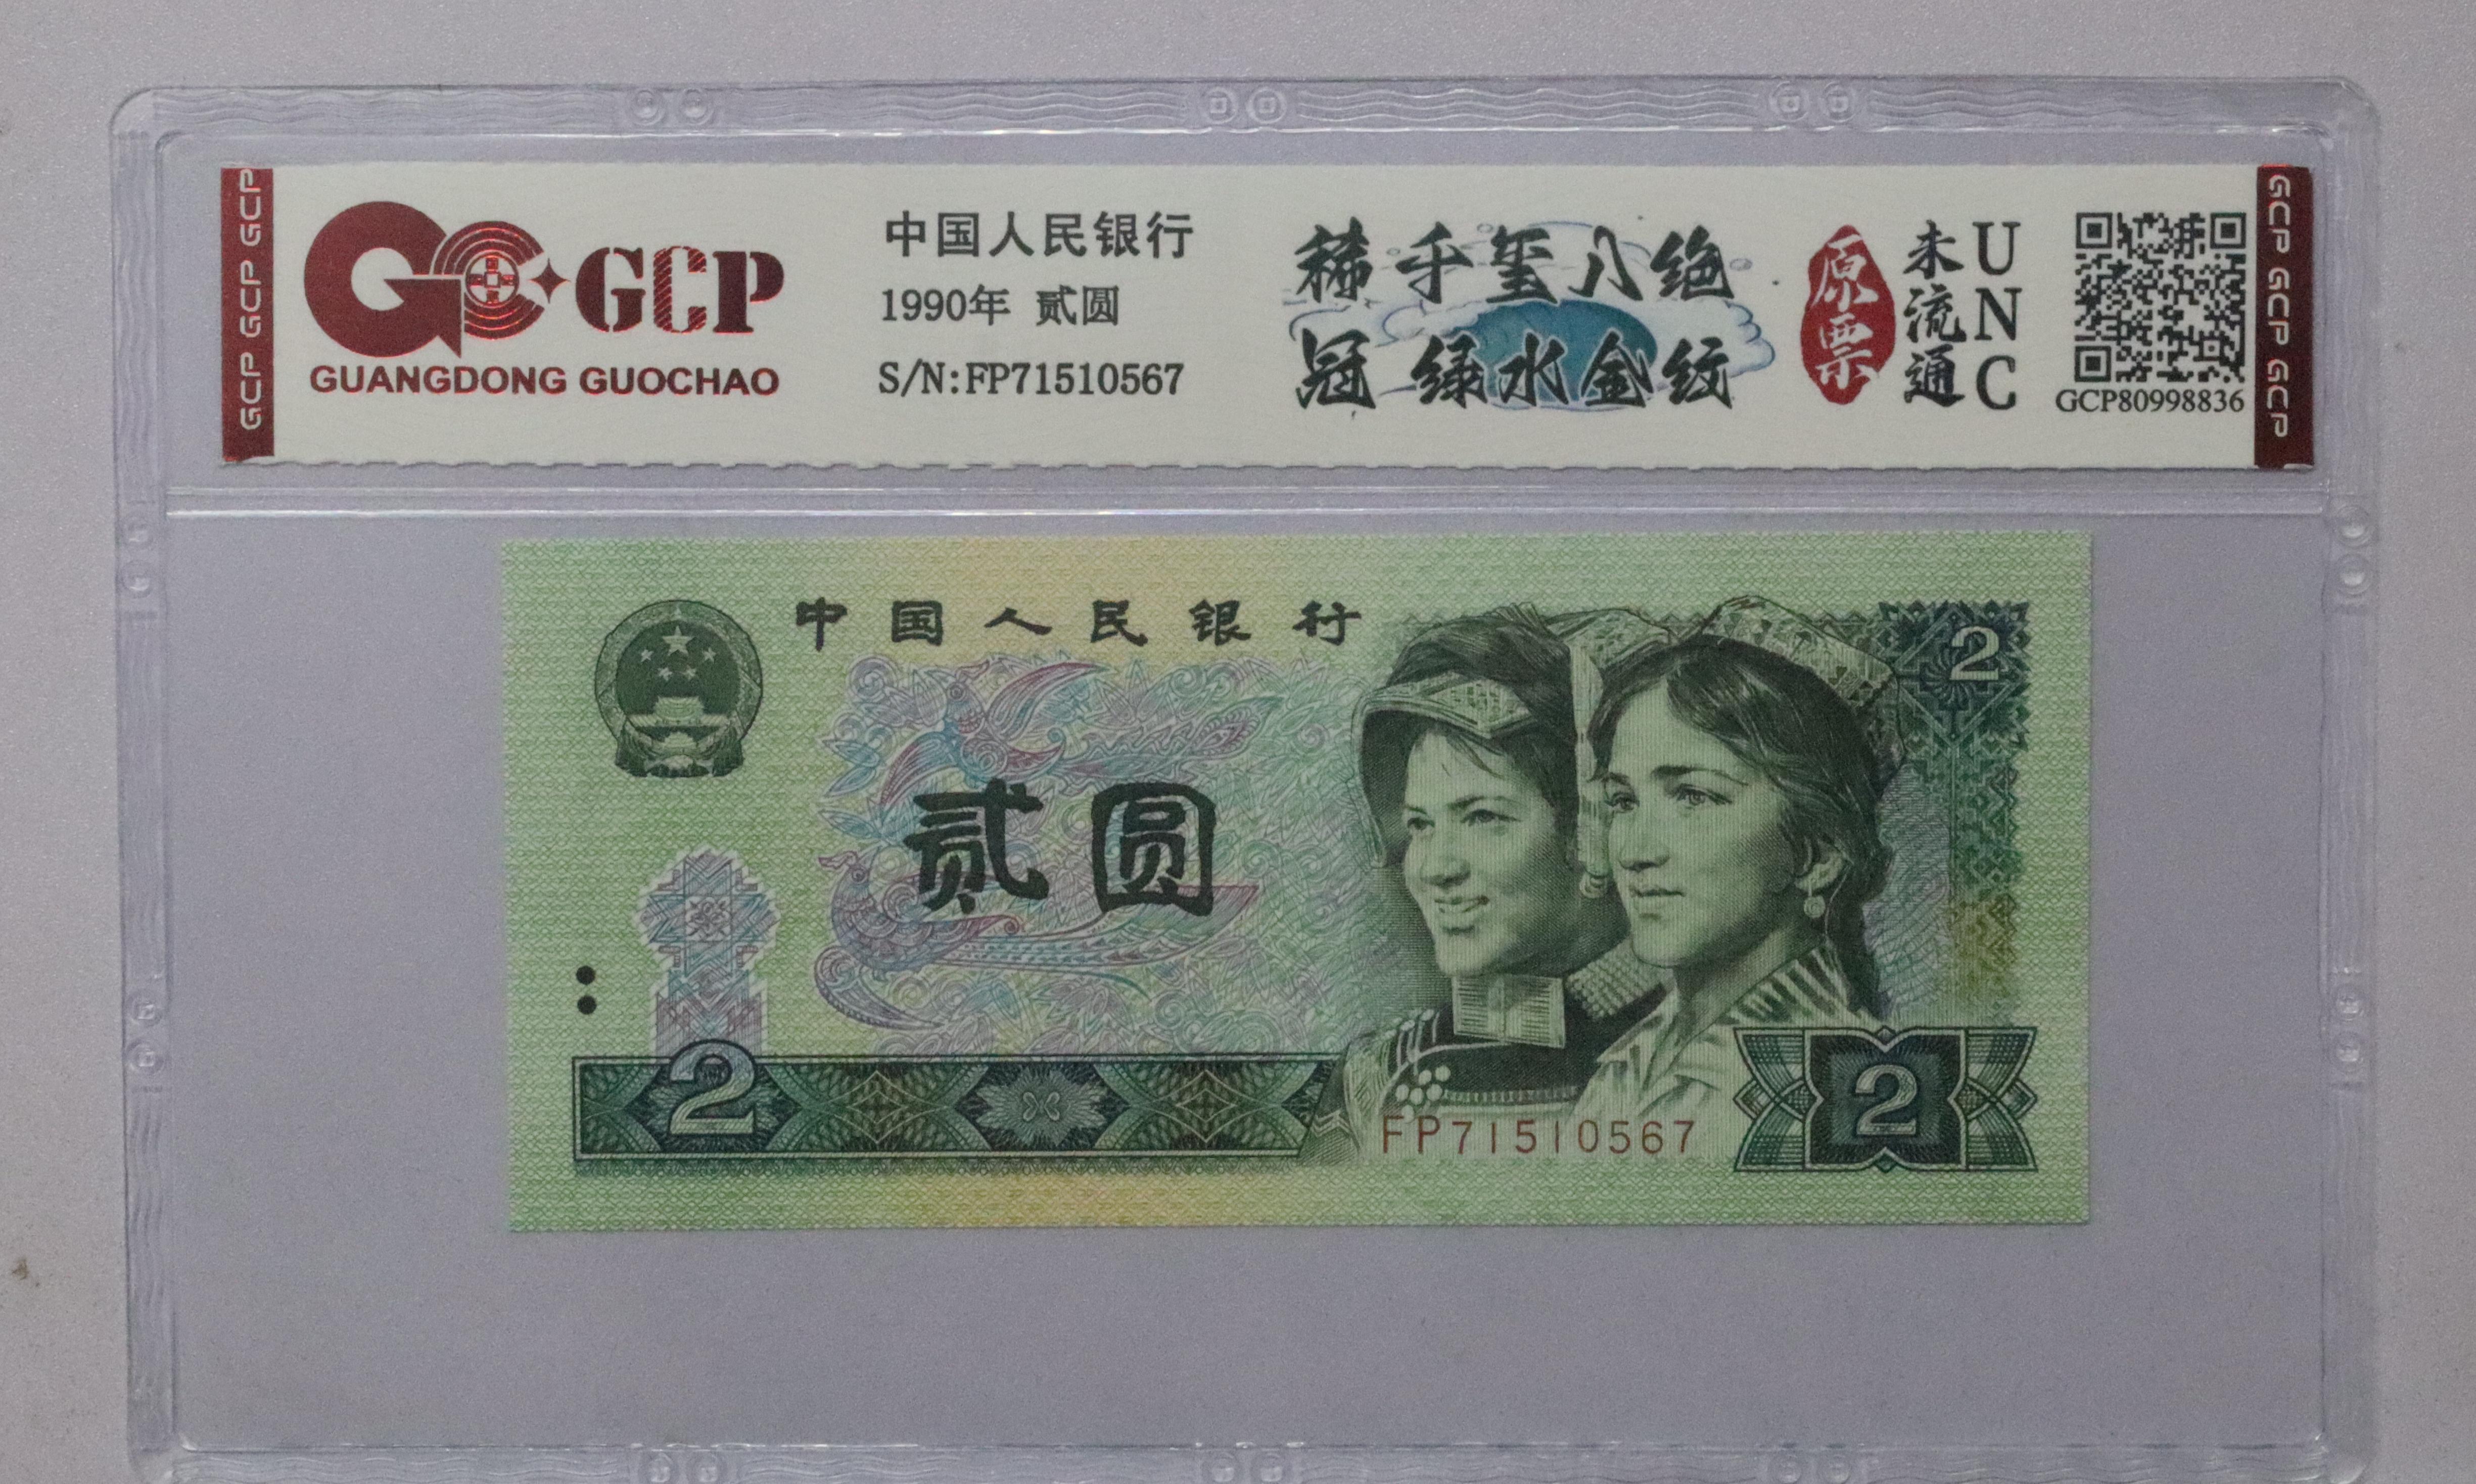 GCP GCP GCP
GCP
GUANGDONG GUOCHAO
中国人民银行
1990年 贰圆
S/N:FP71510567
稀 千 玺 八 绝
冠 绿水金纹
原票
未流通
UNC
GCP80998836
GCP GCP GCP
中国人民银行
2
贰圆
2
FP71510567
2